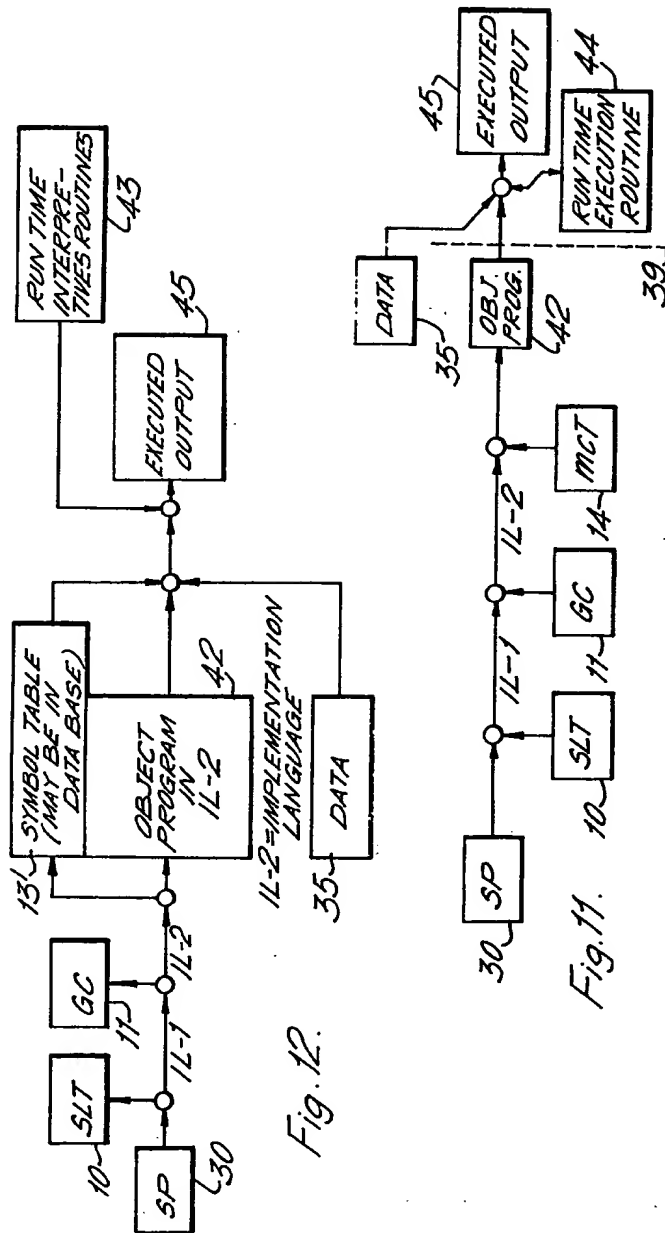 SP
30
SLT
10
IL-1
GC
11
IL-2
13'
SYMBOL TABLE
(MAY BE IN
DATA BASE)
OBJECT
PROGRAM
IN
IL-2
42
IL-2=IMPLEMENTATION
LANGUAGE
DATA
35
EXECUTED
OUTPUT
45
RUN TIME
INTERPRE-
TIVES ROUTINES
43
Fig. 12.
SP
30
SLT
10
IL-1
GC
11
IL-2
MCT
14
OBJ.
PROG.
42
DATA
35
39
EXECUTED
OUTPUT
45
RUN TIME
EXECUTION
ROUTINE
44
Fig. 11.